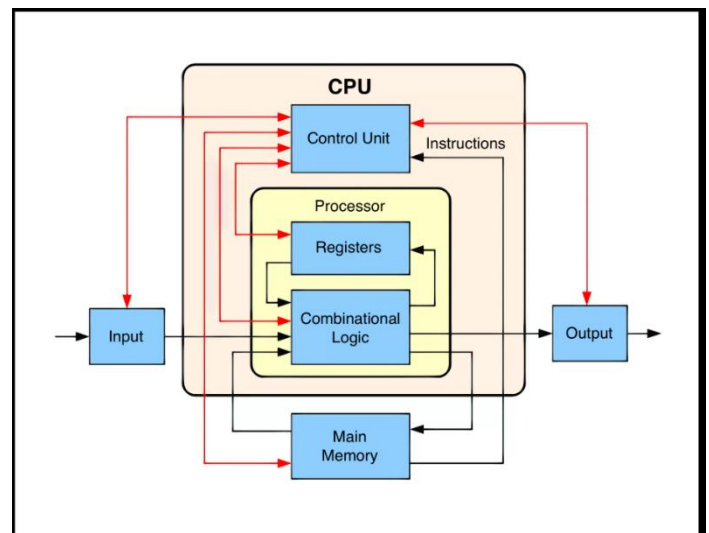 CPU
Control Unit
Instructions
Processor
Registers
Combinational
Logic
Input
Output
Main
Memory